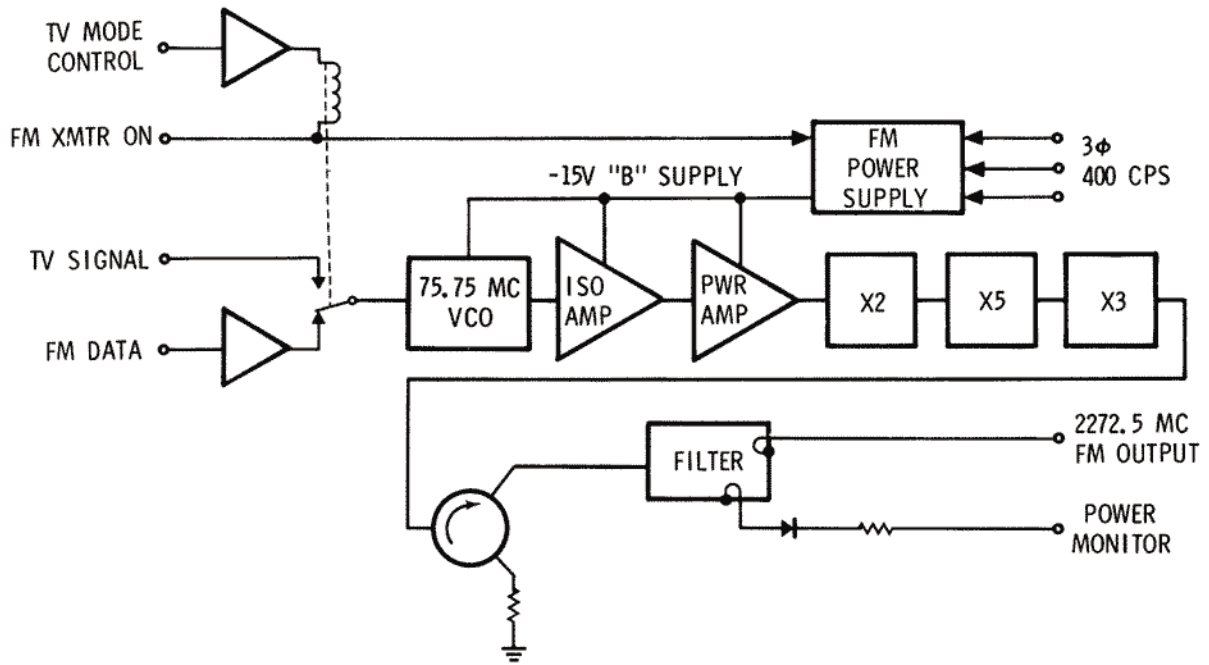 TV MODE
CONTROL
FM XMTR ON
FM
POWER
SUPPLY
3ϕ
400 CPS
-15V "B" SUPPLY
TV SIGNAL
75.75 MC
VCO
ISO
AMP
PWR
AMP
X2
X5
X3
FM DATA
FILTER
2272.5 MC
FM OUTPUT
POWER
MONITOR